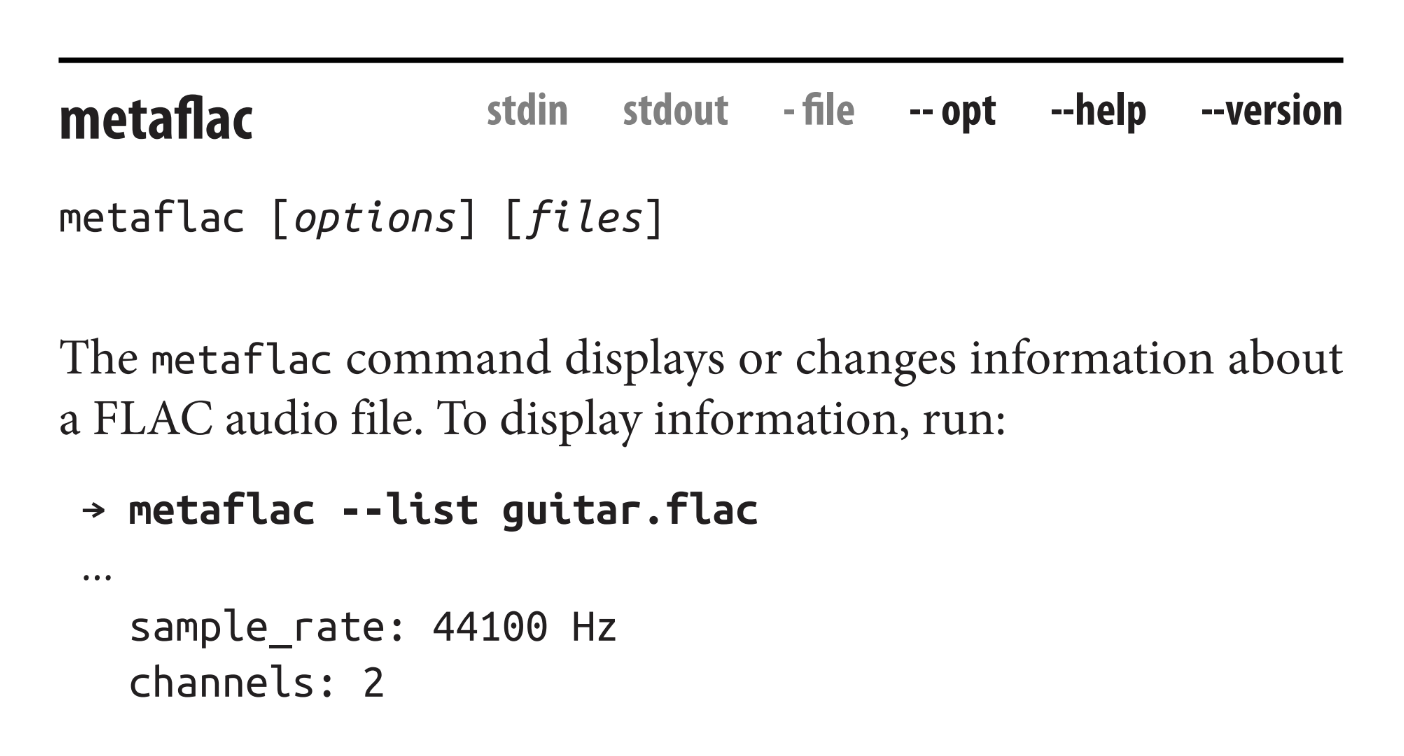 metaflac stdin stdout - file -- opt --help --version
metaflac [options] [files]
The metaflac command displays or changes information about
a FLAC audio file. To display information, run:
→ metaflac --list guitar.flac
...
sample_rate: 44100 Hz
channels: 2